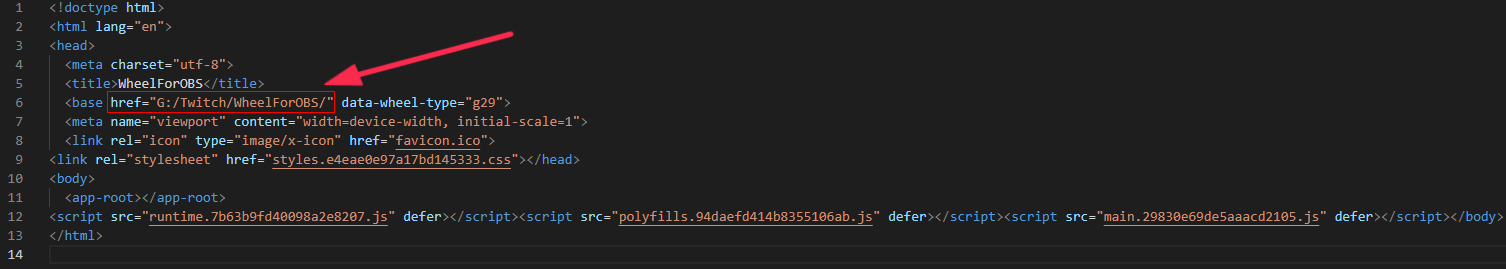 1 <!doctype html>
2 <html lang="en">
3 <head>
4 <meta charset="utf-8">
5 <title>WheelForOBS</title>
6 <base href="G:/Twitch/WheelForOBS/" data-wheel-type="g29">
7 <meta name="viewport" content="width=device-width, initial-scale=1">
8 <link rel="icon" type="image/x-icon" href="favicon.ico">
9 <link rel="stylesheet" href="styles.e4eae0e97a17bd145333.css"></head>
10 <body>
11 <app-root></app-root>
12 <script src="runtime.7b63b9fd40098a2e8207.js" defer></script><script src="polyfills.94daefd414b8355106ab.js" defer></script><script src="main.29830e69de5aaacd2105.js" defer></script></body>
13 </html>
14